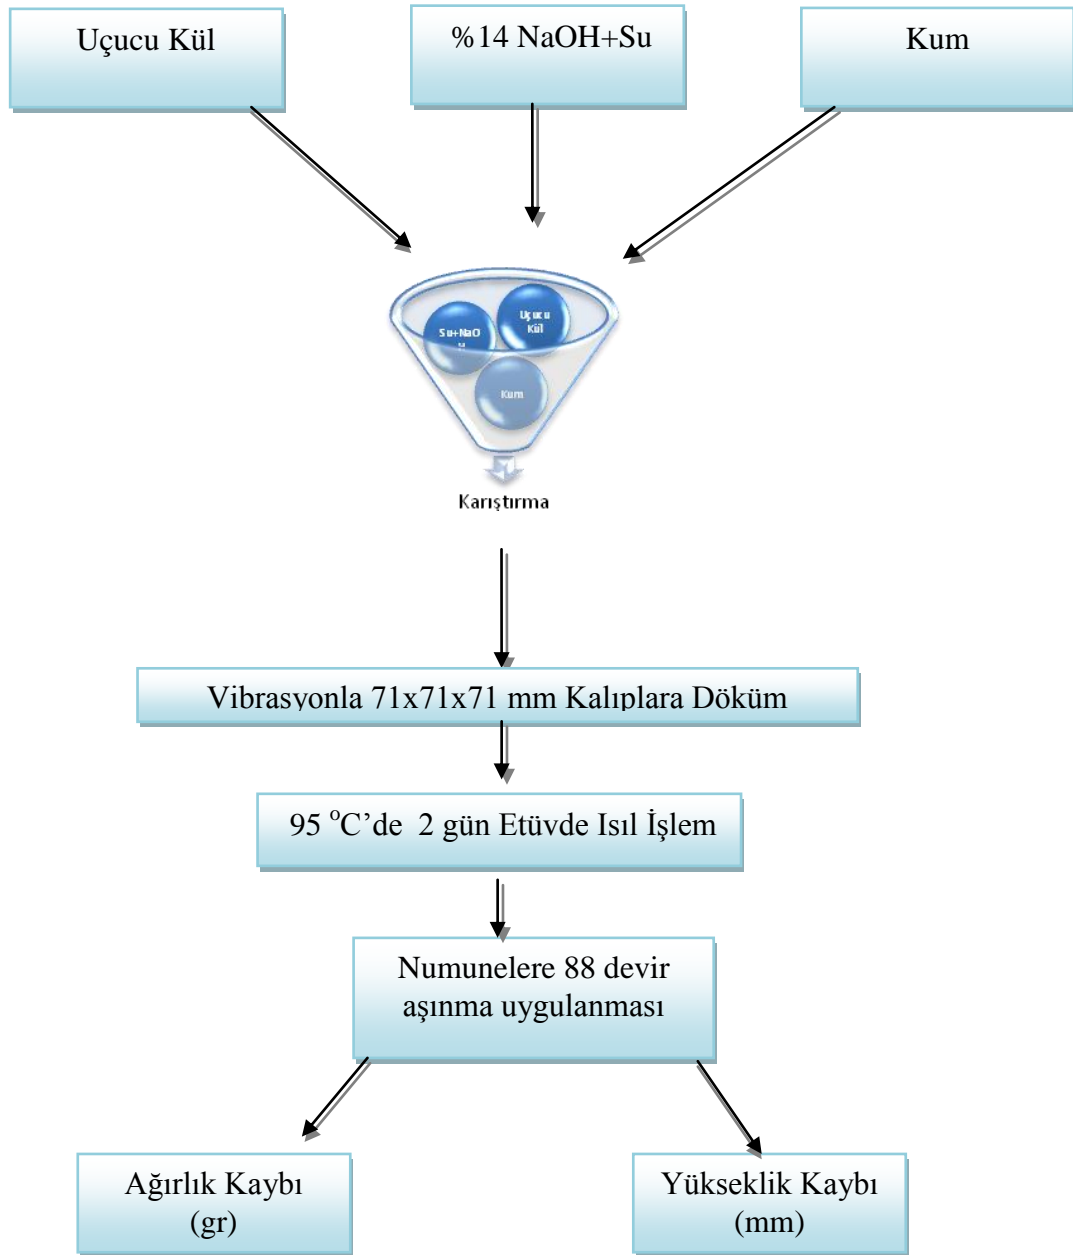 Uçucu Kül
%14 NaOH+Su
Kum
Su+NaO
H
Uçucu
Kül
Kum
Karıştırma
Vibrasyonla 71x71x71 mm Kalıplara Döküm
95 °C’de 2 gün Etüvde Isıl İşlem
Numunelere 88 devir
aşınma uygulanması
Ağırlık Kaybı
(gr)
Yükseklik Kaybı
(mm)